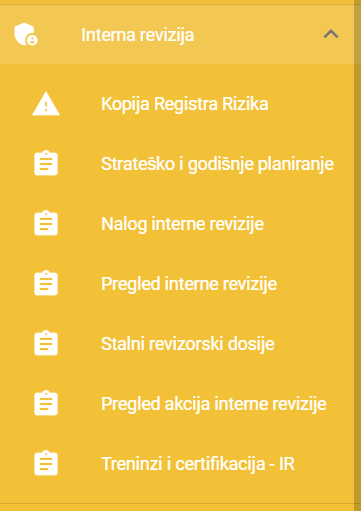 Interna revizija
Kopija Registra Rizika
Strateško i godišnje planiranje
Nalog interne revizije
Pregled interne revizije
Stalni revizorski dosije
Pregled akcija interne revizije
Treninzi i certifikacija - IR